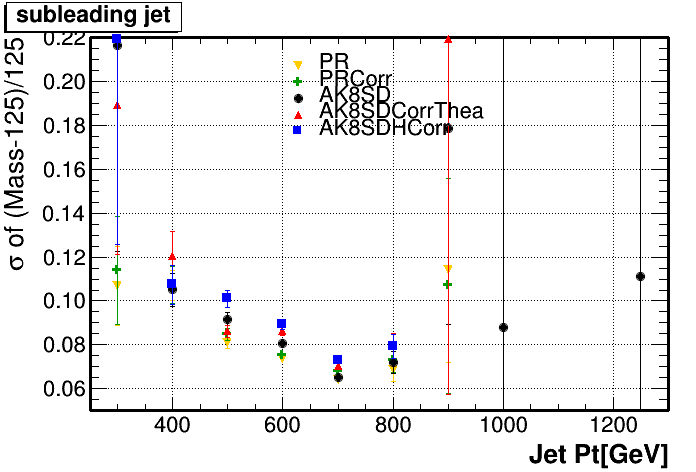 subleading jet
σ of (Mass-125)/125
0.22
0.20
0.18
0.16
0.14
0.12
0.10
0.08
0.06
PR
PRCorr
AK8SD
AK8SDCorrThea
AK8SDHCorr
400 600 800 1000 1200
Jet Pt[GeV]